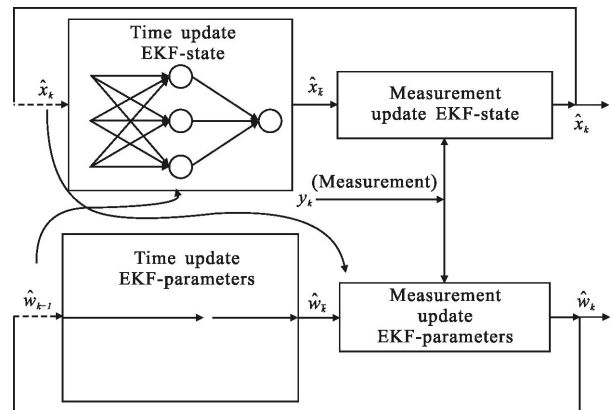 Time update
EKF-state
x̂ₖ
x̂ₖ̄
Measurement
update EKF-state
x̂ₖ
(Measurement)
yₖ
Time update
EKF-parameters
ŵₖ₋₁
ŵₖ̄
Measurement
update
EKF-parameters
ŵₖ